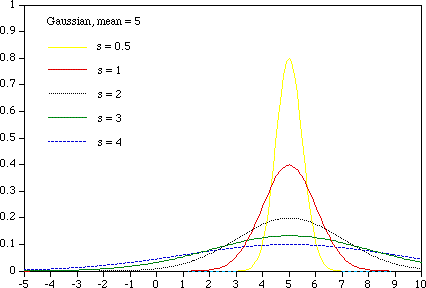 1
Gaussian, mean = 5
0.9
s = 0.5
0.8
s = 1
0.7
s = 2
0.6
s = 3
0.5
s = 4
0.4
0.3
0.2
0.1
0
-5 -4 -3 -2 -1 0 1 2 3 4 5 6 7 8 9 10